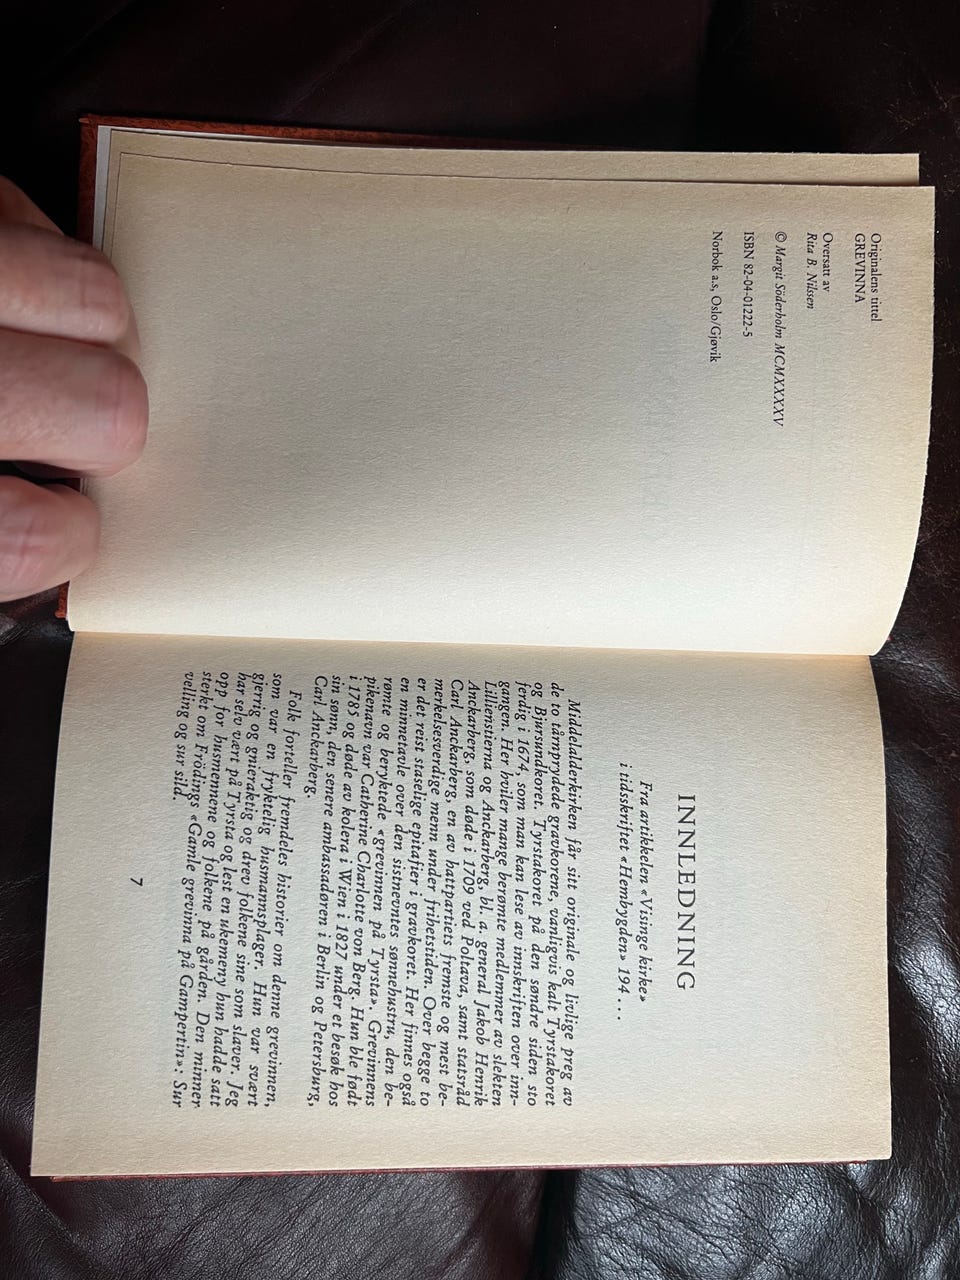 Originalens tittel
GREVINNA
Oversatt av
Rita B. Nilssen
© Margit Söderholm MCMXXXXV
ISBN 82-04-01222-5
Norbok a.s, Oslo/Gjøvik
INNLEDNING
Fra artikkelen «Vissinge kirke»
i tidsskriftet «Hembygden» 194 . . .
Middelalderkirken får sitt originale og livlige preg av
de to tårnprydede gravkorene, vanligvis kalt Tyrstakoret
og Bjursundkoret. Tyrstakoret på den søndre siden sto
ferdig i 1674, som man kan lese av innskriften over inn-
gangen. Her hviler mange berømte medlemmer av slekten
Lillienstierna og Anckarberg, bl. a. general Jakob Henrik
Anckarberg, som døde i 1709 ved Poltava, samt statsråd
Carl Anckarberg, en av hattpartiets fremste og mest be-
merkelsesverdige menn under frihetstiden. Over begge to
er det reist staselige epitafier i gravkoret. Her finnes også
en minnetavle over den sistnevntes sønnehustru, den be-
rømte og beryktede «grevinnen på Tyrsta». Grevinnens
pikenavn var Catherine Charlotte von Berg. Hun ble født
i 1785 og døde av kolera i Wien i 1827 under et besøk hos
sin sønn, den senere ambassadøren i Berlin og Petersburg,
Carl Anckarberg.
Folk forteller fremdeles historier om denne grevinnen,
som var en fryktelig husmannsplager. Hun var svært
gjerrig og gnieraktig og drev folkene sine som slaver. Jeg
har selv vært på Tyrsta og lest en ukemeny hun hadde satt
opp for husmennene og folkene på gården. Den minner
sterkt om Frödings «Gamle grevinna på Gampertin»: Sur
velling og sur sild.
7